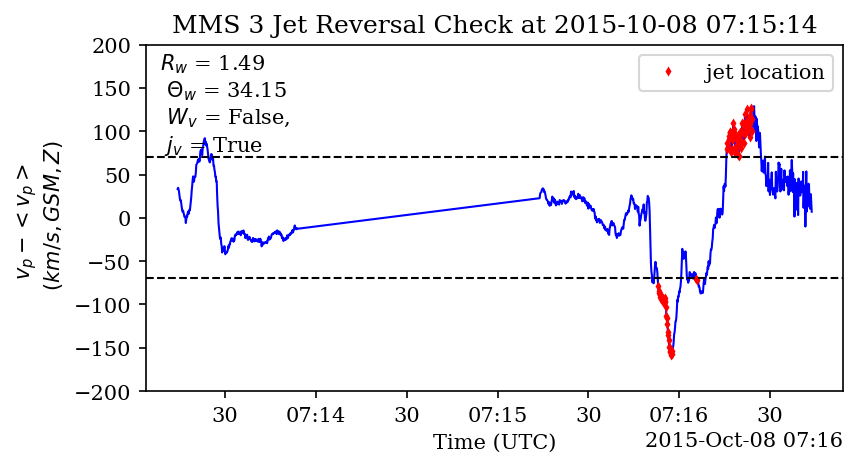 MMS 3 Jet Reversal Check at 2015-10-08 07:15:14
200
150
100
50
0
−50
−100
−150
−200
v_p − < v_p >
(km/s, GSM, Z)
R_w = 1.49
Θ_w = 34.15
W_v = False,
j_v = True
jet location
30
07:14
30
07:15
30
07:16
30
Time (UTC)
2015-Oct-08 07:16